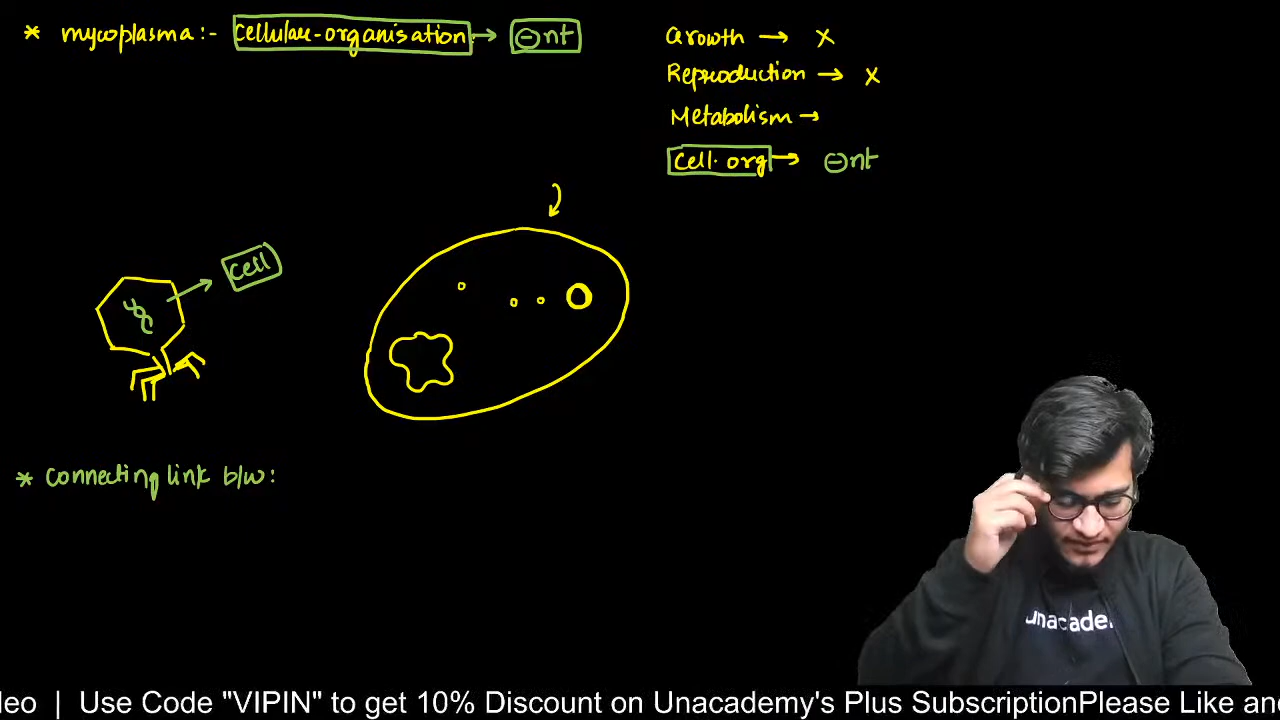 * mycoplasma :- cellular-organisation → ⊖nt
Growth → x
Reproduction → x
Metabolism →
cell. org → ⊖nt
cell
* connecting link b/w :
unacade
leo | Use Code "VIPIN" to get 10% Discount on Unacademy's Plus SubscriptionPlease Like and